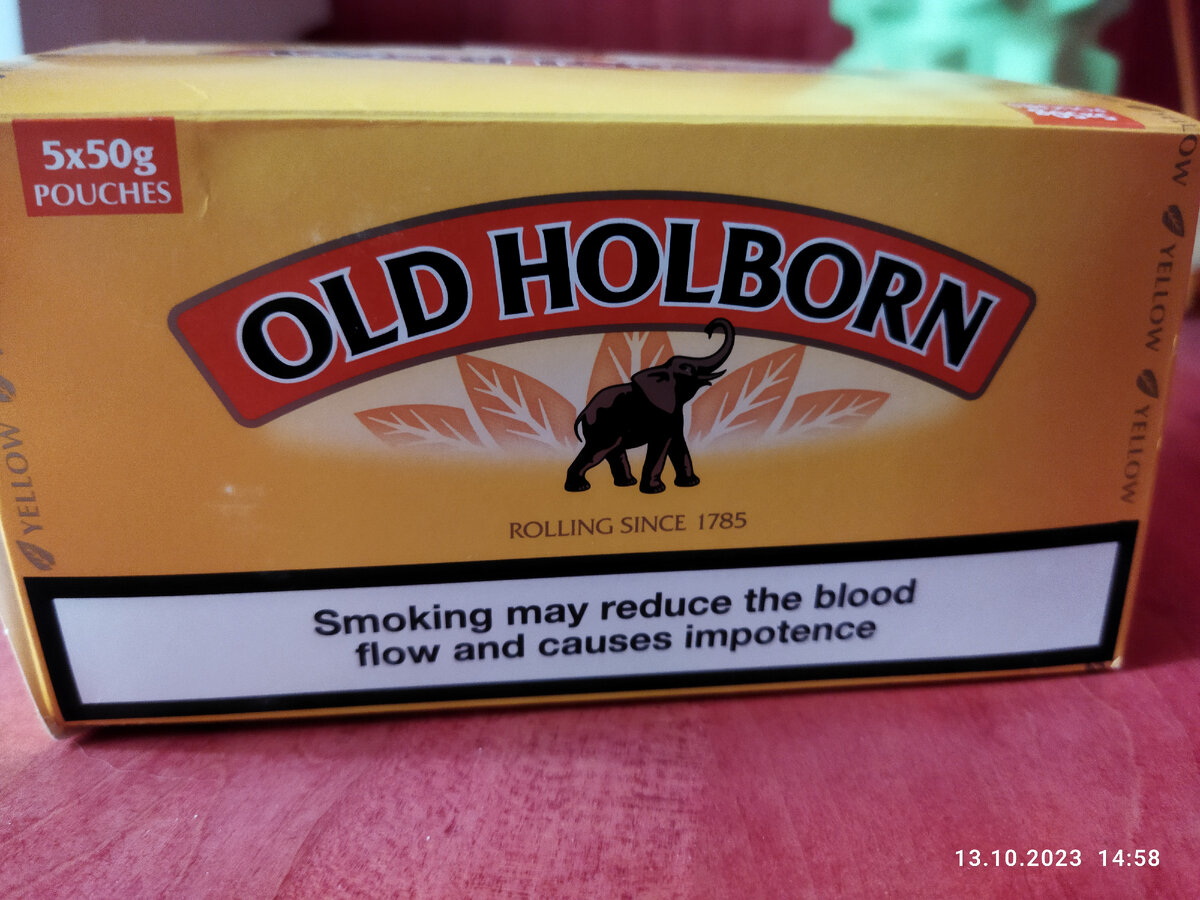 5x50g
POUCHES
OLD HOLBORN
ROLLING SINCE 1785
Smoking may reduce the blood
flow and causes impotence
YELLOW
YELLOW
YELLOW
13.10.2023 14:58